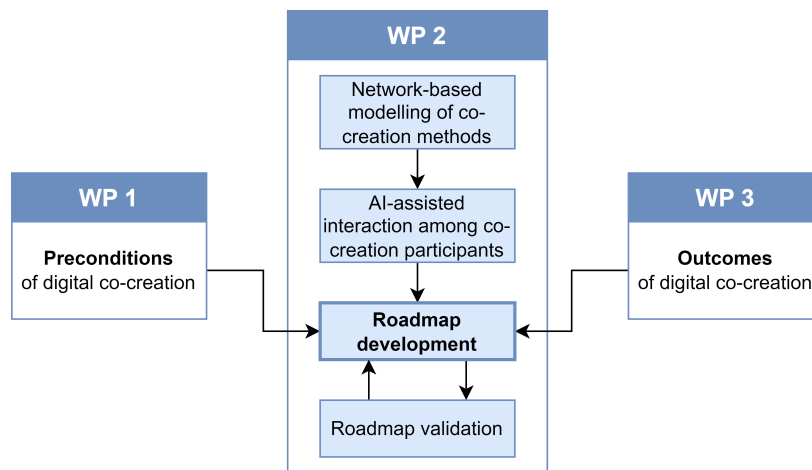 WP 2
Network-based
modelling of co-
creation methods
AI-assisted
interaction among co-
creation participants
Roadmap
development
Roadmap validation
WP 1
Preconditions
of digital co-creation
WP 3
Outcomes
of digital co-creation